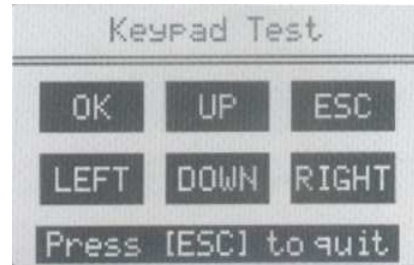 Keypad Test
OK UP ESC
LEFT DOWN RIGHT
Press [ESC] to quit